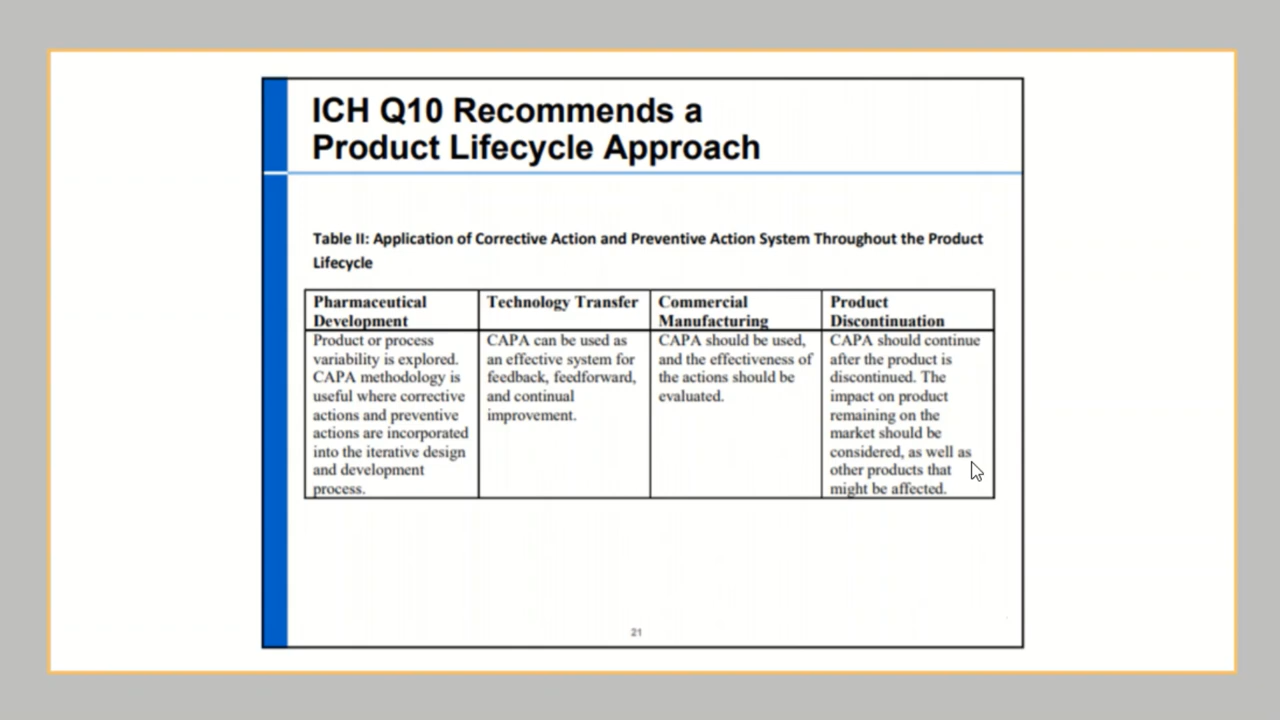 ICH Q10 Recommends a
Product Lifecycle Approach
Table II: Application of Corrective Action and Preventive Action System Throughout the Product
Lifecycle
Pharmaceutical
Development
Product or process
variability is explored.
CAPA methodology is
useful where corrective
actions and preventive
actions are incorporated
into the iterative design
and development
process.
Technology Transfer
CAPA can be used as
an effective system for
feedback, feedforward,
and continual
improvement.
Commercial
Manufacturing
CAPA should be used,
and the effectiveness of
the actions should be
evaluated.
Product
Discontinuation
CAPA should continue
after the product is
discontinued. The
impact on product
remaining on the
market should be
considered, as well as
other products that
might be affected.
21